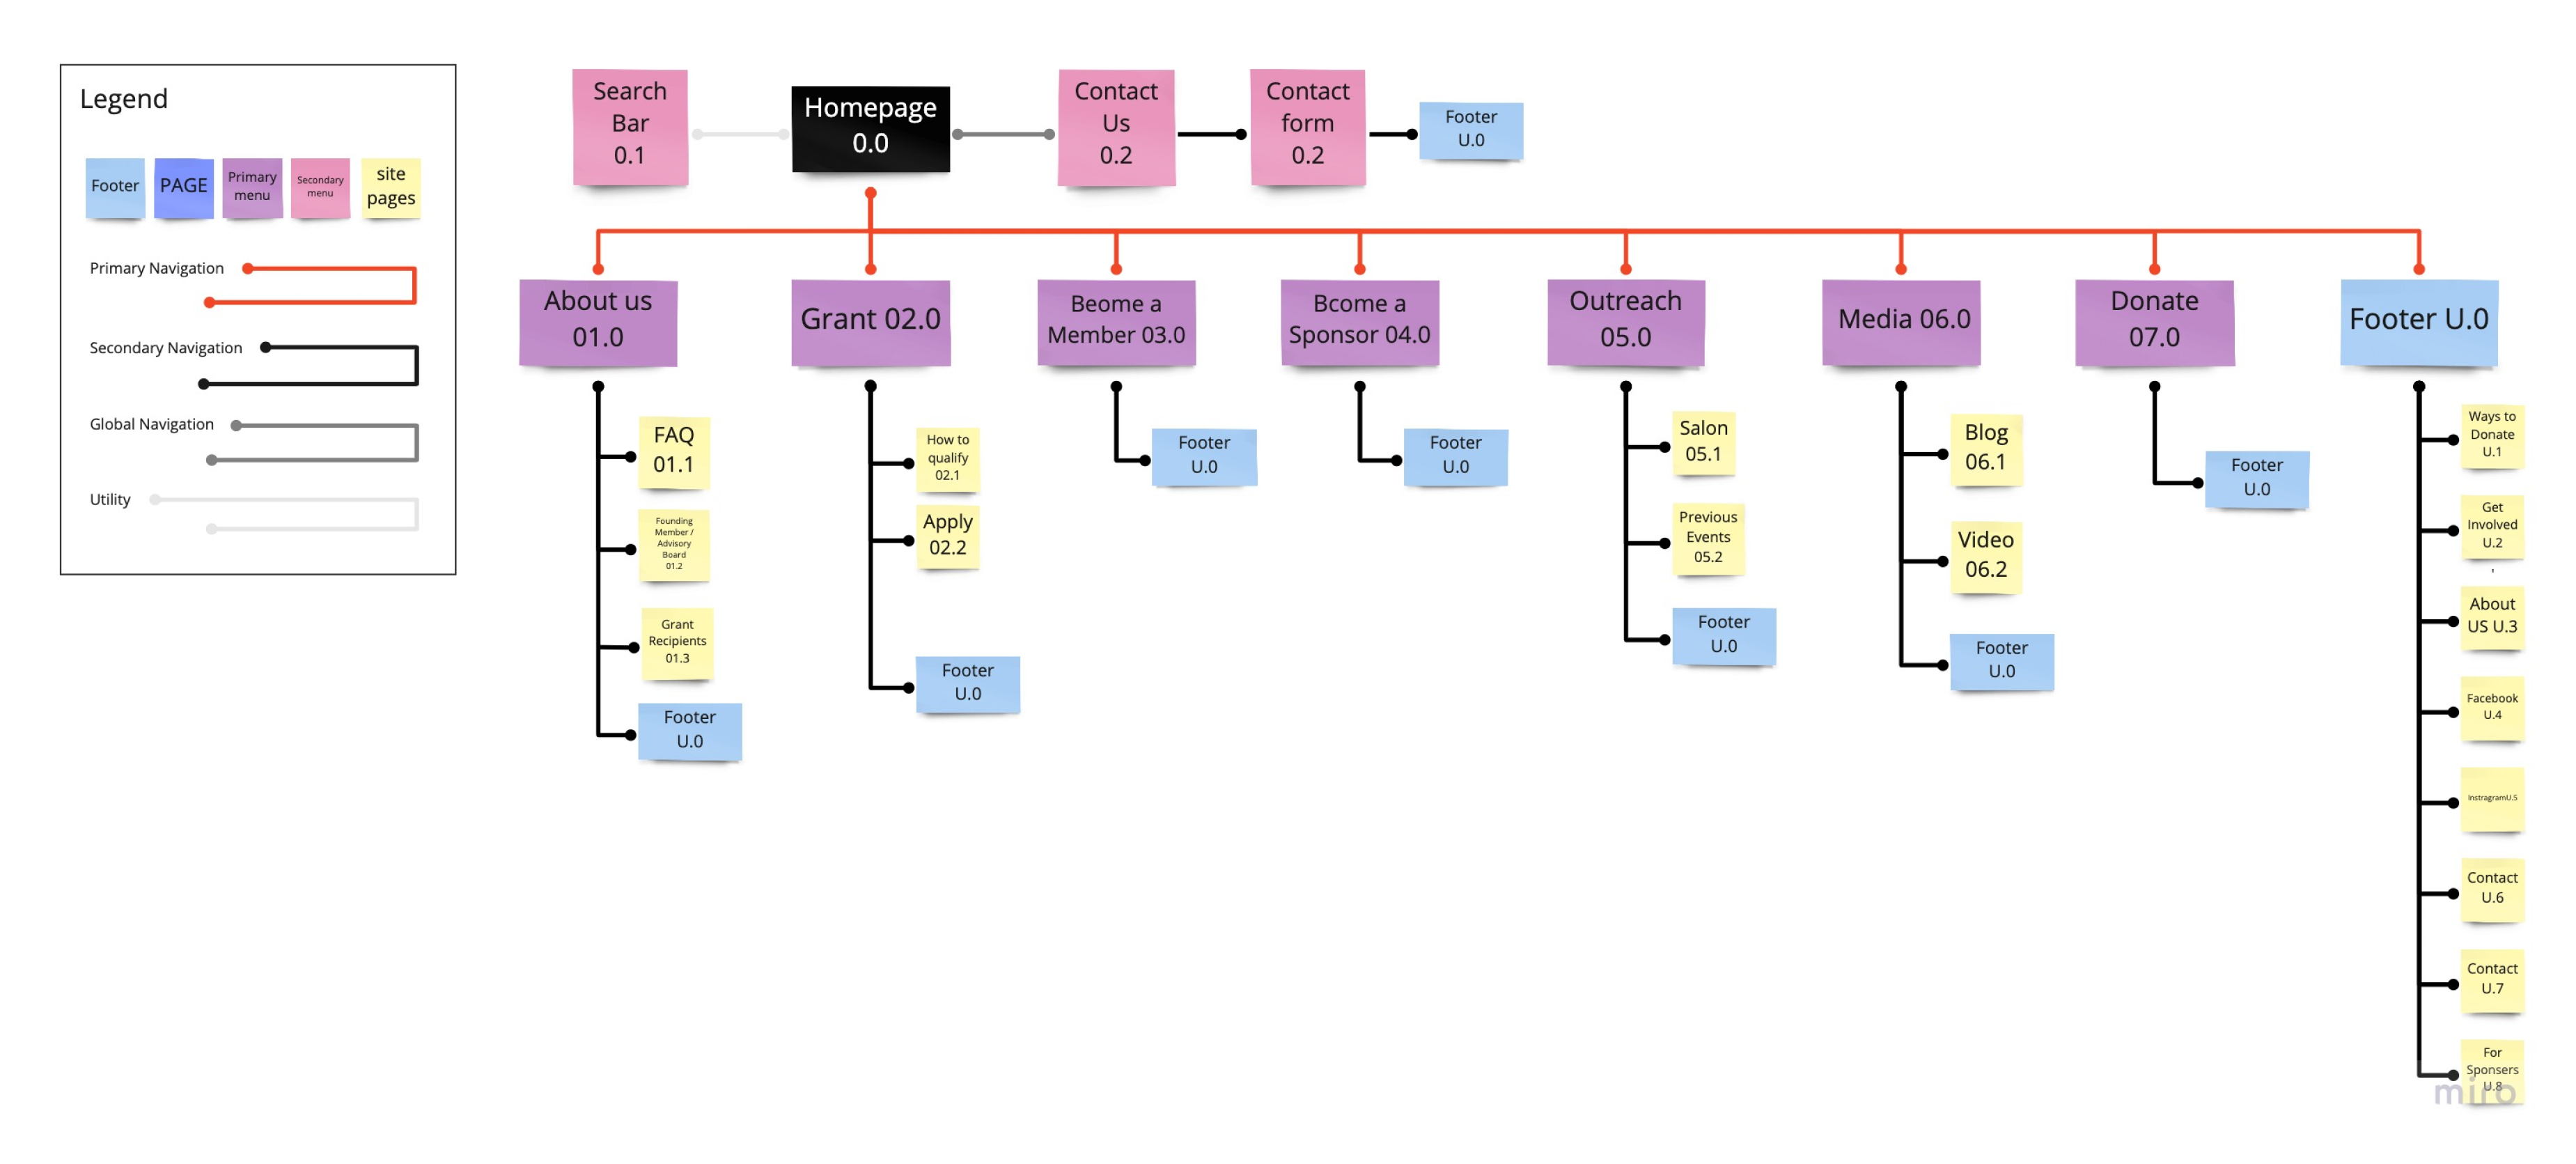 Legend
Footer
PAGE
Primary
menu
Secondary
menu
site
pages
Primary Navigation
Secondary Navigation
Global Navigation
Utility
Search
Bar
0.1
Homepage
0.0
Contact
Us
0.2
Contact
form
0.2
Footer
U.0
About us
01.0
Grant 02.0
Beome a
Member 03.0
Bcome a
Sponsor 04.0
Outreach
05.0
Media 06.0
Donate
07.0
Footer U.0
FAQ
01.1
Founding
Member /
Advisory
Board
01.2
Grant
Recipients
01.3
Footer
U.0
How to
qualify
02.1
Apply
02.2
Footer
U.0
Footer
U.0
Footer
U.0
Salon
05.1
Previous
Events
05.2
Footer
U.0
Blog
06.1
Video
06.2
Footer
U.0
Footer
U.0
Ways to
Donate
U.1
Get
Involved
U.2
'
About
US U.3
Facebook
U.4
InstragramU.5
Contact
U.6
Contact
U.7
For
Sponsers
U.8
miro